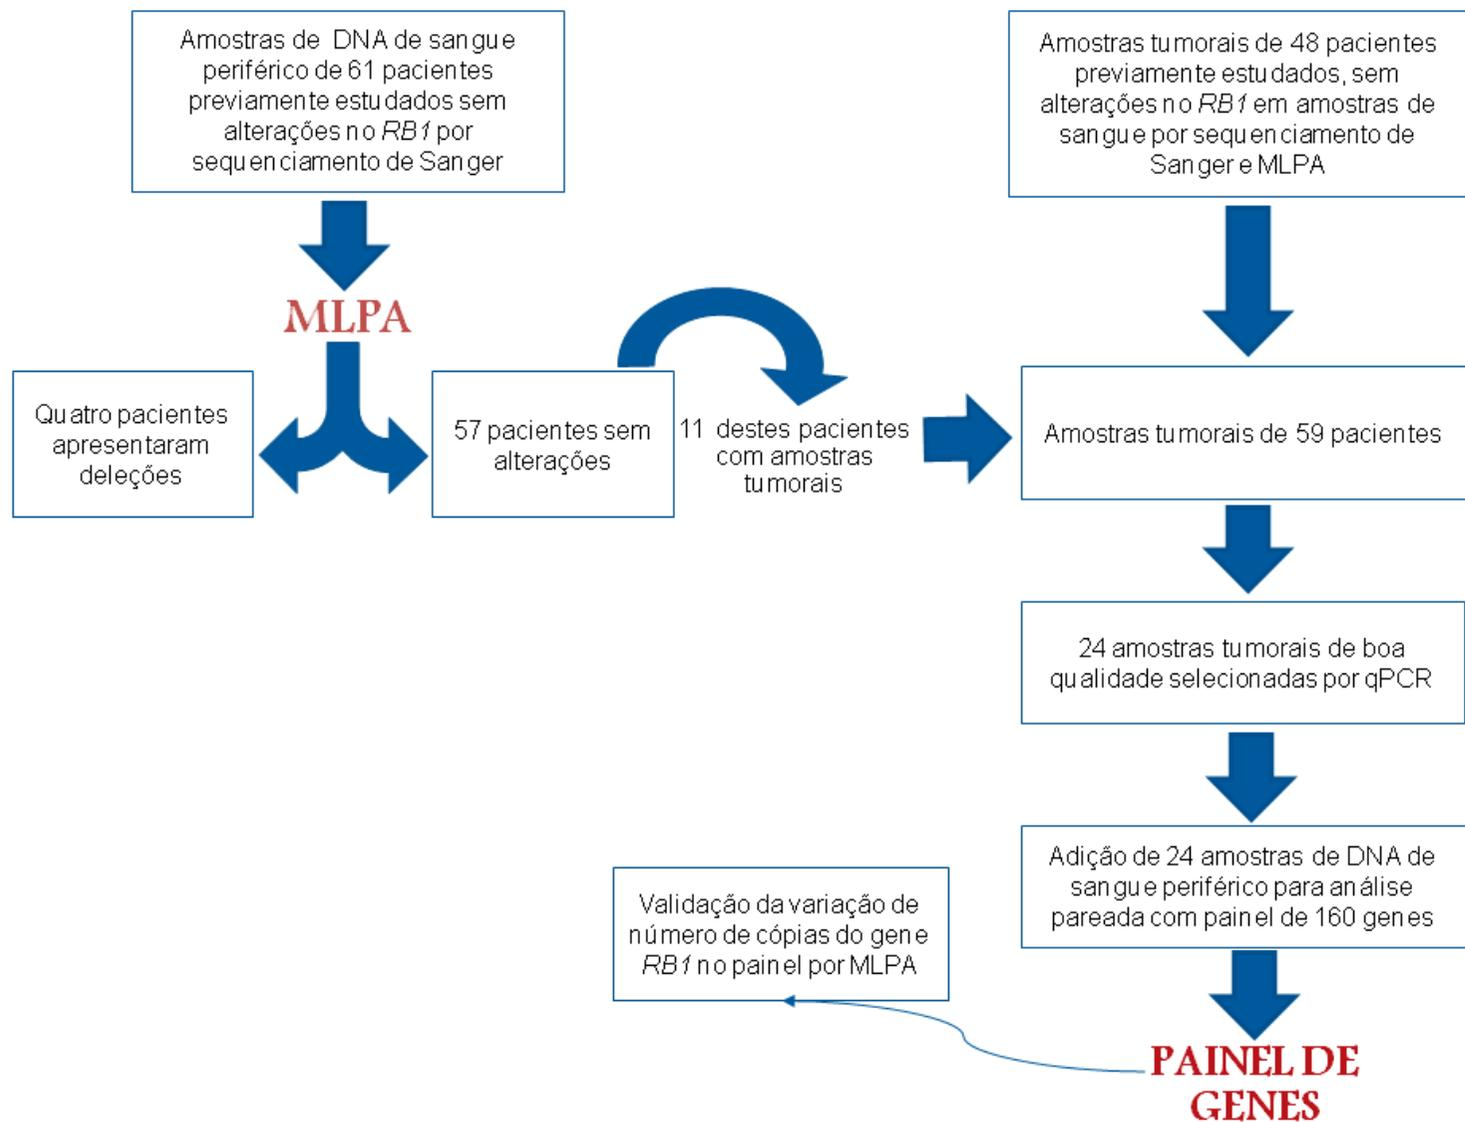 Amostras de DNA de sangue
periférico de 61 pacientes
previamente estudados sem
alterações no RB1 por
sequenciamento de Sanger
Amostras tumorais de 48 pacientes
previamente estudados, sem
alterações no RB1 em amostras de
sangue por sequenciamento de
Sanger e MLPA
MLPA
Quatro pacientes
apresentaram
deleções
57 pacientes sem
alterações
11 destes pacientes
com amostras
tumorais
Amostras tumorais de 59 pacientes
24 amostras tumorais de boa
qualidade selecionadas por qPCR
Adição de 24 amostras de DNA de
sangue periférico para análise
pareada com painel de 160 genes
Validação da variação de
número de cópias do gene
RB1 no painel por MLPA
PAINEL DE
GENES